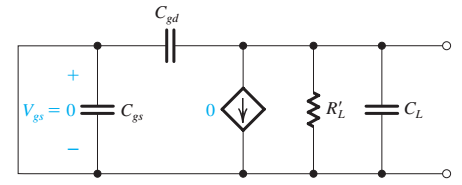 C_gd
+
V_gs = 0
C_gs
0
R'_L
C_L
−